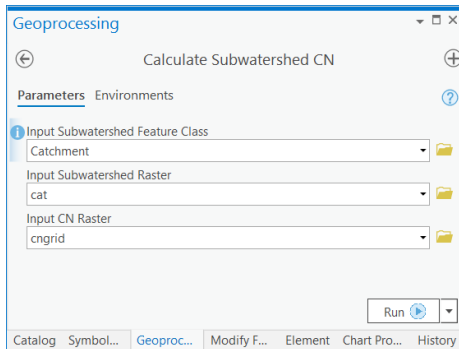 Geoprocessing
Calculate Subwatershed CN
Parameters Environments
Input Subwatershed Feature Class
Catchment
Input Subwatershed Raster
cat
Input CN Raster
cngrid
Run
Catalog Symbol... Geoproc... Modify F... Element Chart Pro... History